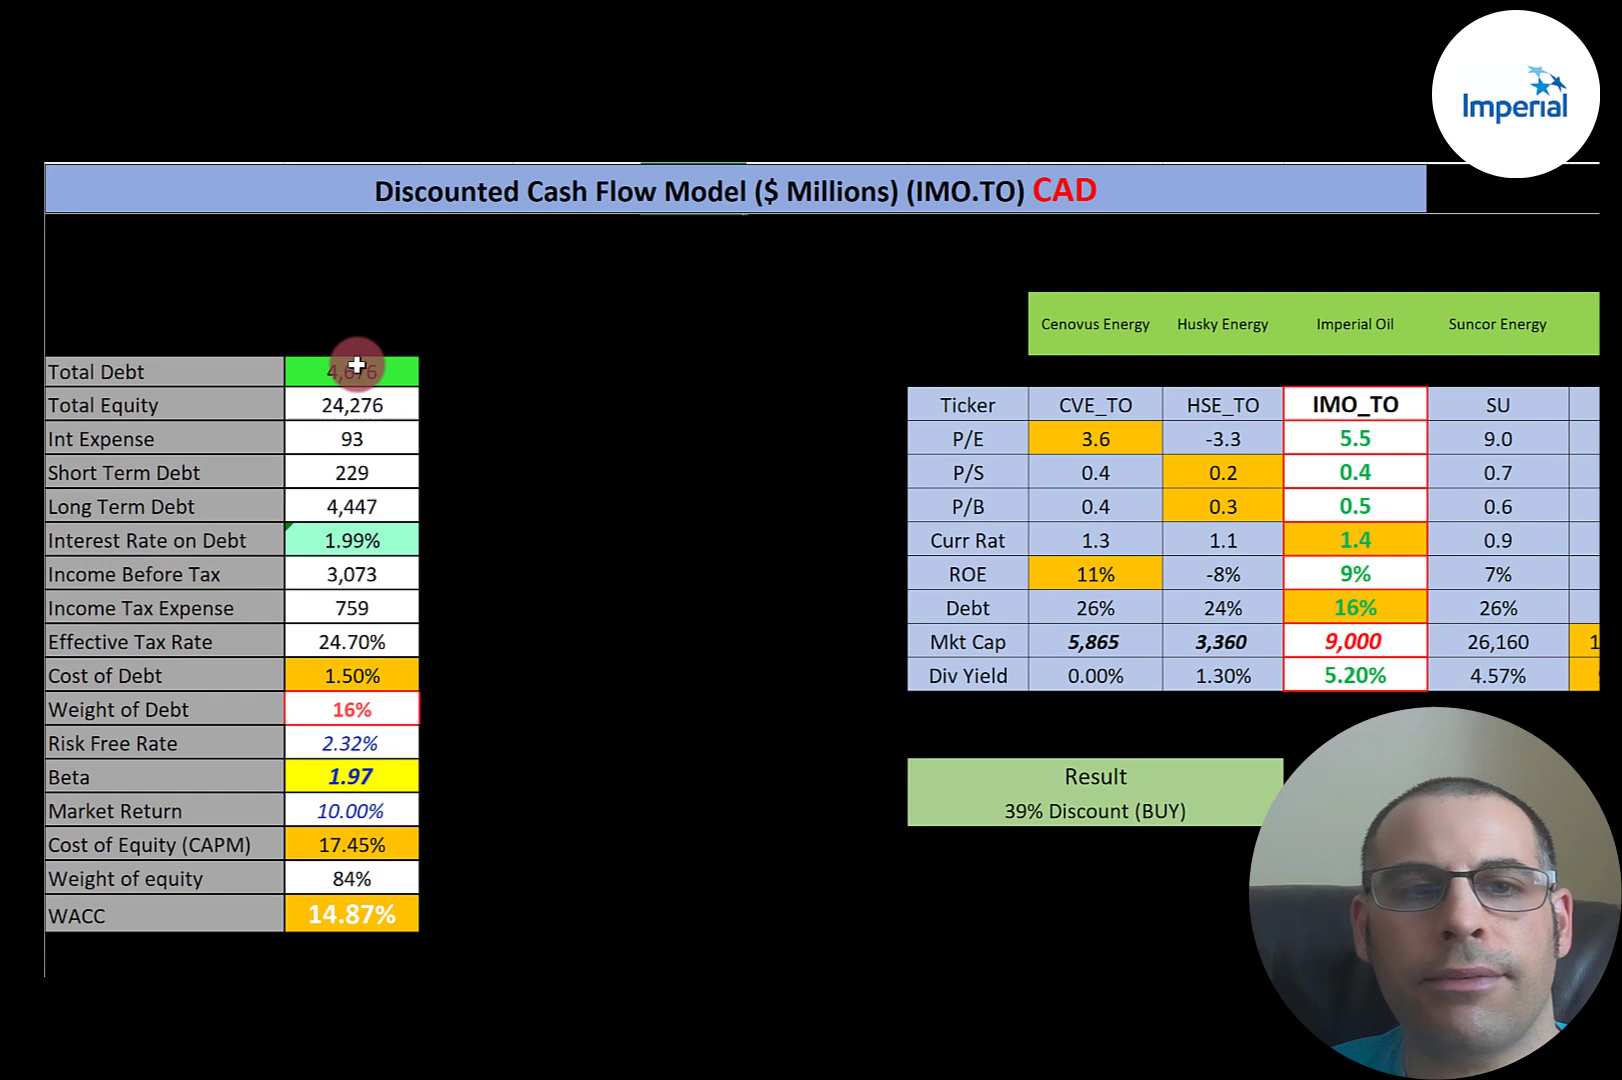 Imperial
Discounted Cash Flow Model ($ Millions) (IMO.TO) CAD
Cenovus Energy Husky Energy Imperial Oil Suncor Energy
Total Debt 4,676
Total Equity 24,276
Int Expense 93
Short Term Debt 229
Long Term Debt 4,447
Interest Rate on Debt 1.99%
Income Before Tax 3,073
Income Tax Expense 759
Effective Tax Rate 24.70%
Cost of Debt 1.50%
Weight of Debt 16%
Risk Free Rate 2.32%
Beta 1.97
Market Return 10.00%
Cost of Equity (CAPM) 17.45%
Weight of equity 84%
WACC 14.87%
Ticker CVE_TO HSE_TO IMO_TO SU
P/E 3.6 -3.3 5.5 9.0
P/S 0.4 0.2 0.4 0.7
P/B 0.4 0.3 0.5 0.6
Curr Rat 1.3 1.1 1.4 0.9
ROE 11% -8% 9% 7%
Debt 26% 24% 16% 26%
Mkt Cap 5,865 3,360 9,000 26,160
Div Yield 0.00% 1.30% 5.20% 4.57%
Result
39% Discount (BUY)